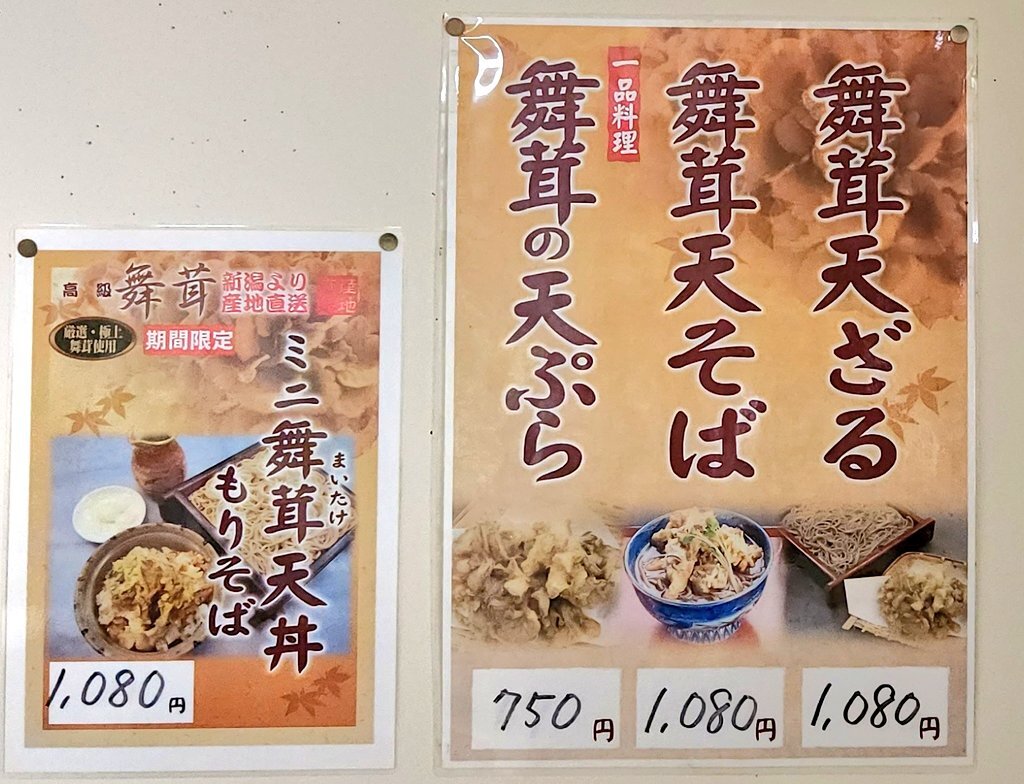 高級 舞茸
新潟より
産地直送
産地
厳選・極上
舞茸使用
期間限定
ミニ舞茸天丼
まいたけ
もりそば
1,080円
舞茸天ざる
舞茸天そば
一品料理
舞茸の天ぷら
750円
1,080円
1,080円